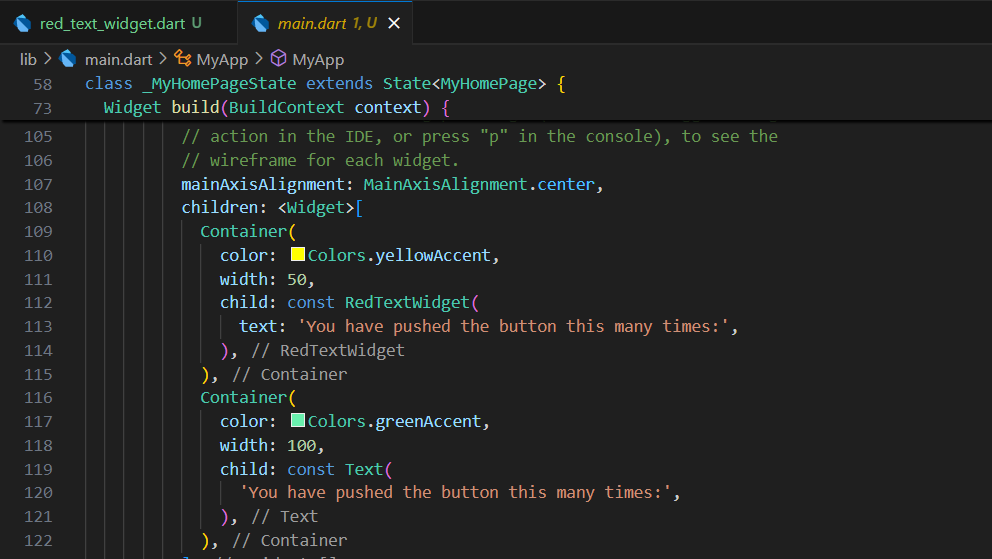 red_text_widget.dart U
main.dart 1, U
lib > main.dart > MyApp > MyApp
58 class _MyHomePageState extends State<MyHomePage> {
73 Widget build(BuildContext context) {
105 // action in the IDE, or press "p" in the console), to see the
106 // wireframe for each widget.
107 mainAxisAlignment: MainAxisAlignment.center,
108 children: <Widget>[
109 Container(
110 color: Colors.yellowAccent,
111 width: 50,
112 child: const RedTextWidget(
113 text: 'You have pushed the button this many times:',
114 ), // RedTextWidget
115 ), // Container
116 Container(
117 color: Colors.greenAccent,
118 width: 100,
119 child: const Text(
120 'You have pushed the button this many times:',
121 ), // Text
122 ), // Container